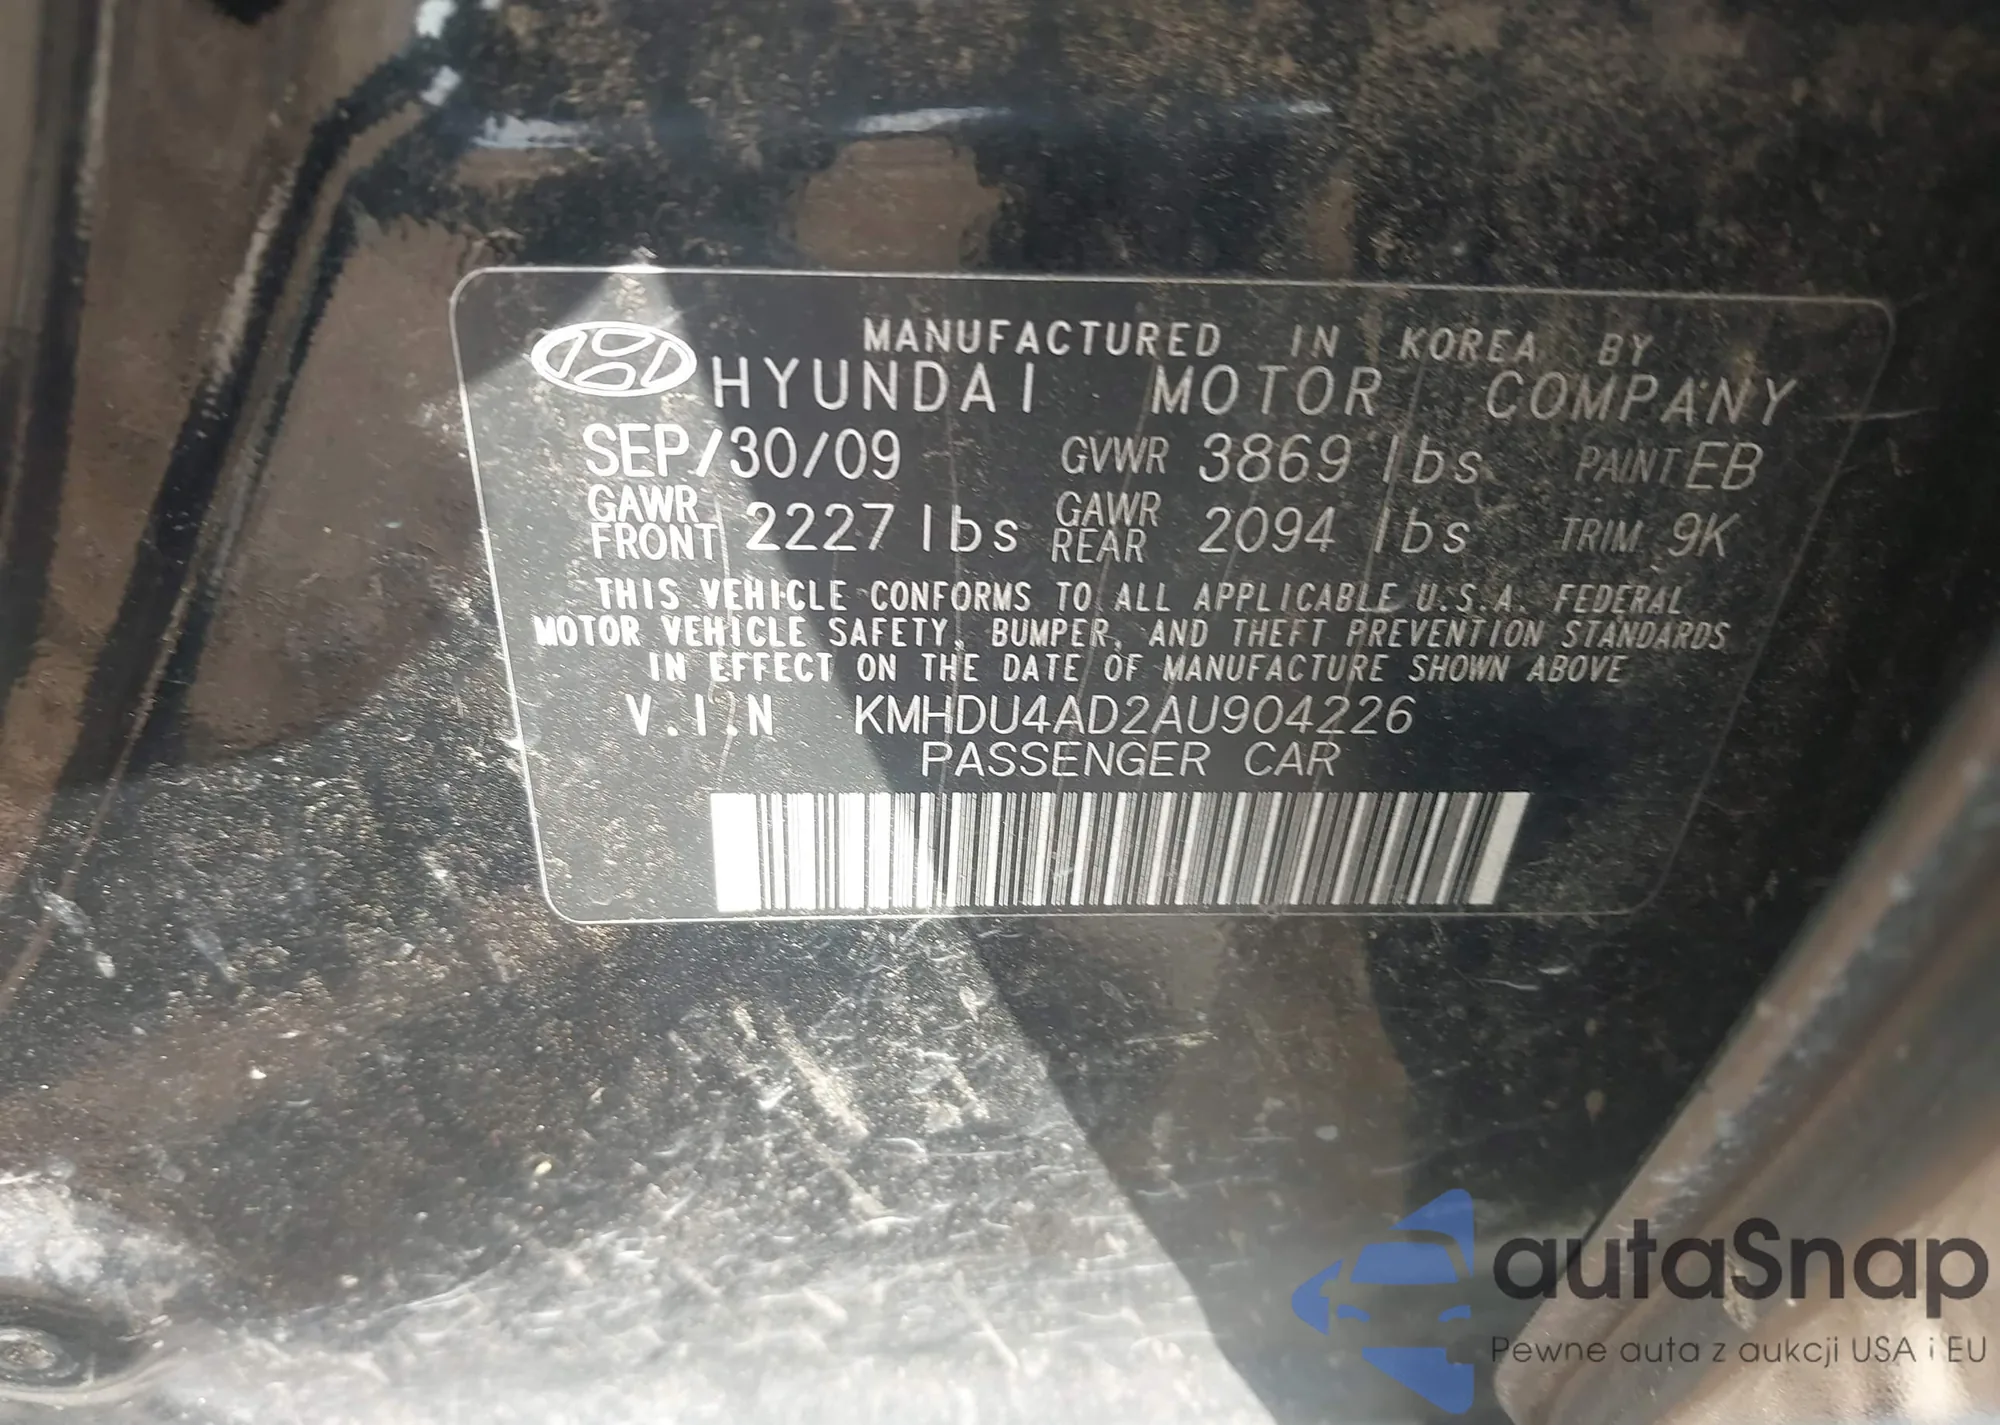 MANUFACTURED IN KOREA BY
HYUNDAI MOTOR COMPANY
SEP/30/09 GVWR 3869 lbs PAINT EB
GAWR FRONT 2227 lbs GAWR REAR 2094 lbs TRIM 9K
THIS VEHICLE CONFORMS TO ALL APPLICABLE U.S.A. FEDERAL
MOTOR VEHICLE SAFETY, BUMPER, AND THEFT PREVENTION STANDARDS
IN EFFECT ON THE DATE OF MANUFACTURE SHOWN ABOVE
V.I.N KMHDU4AD2AU904226
PASSENGER CAR
autaSnap
Pewne auta z aukcji USA i EU